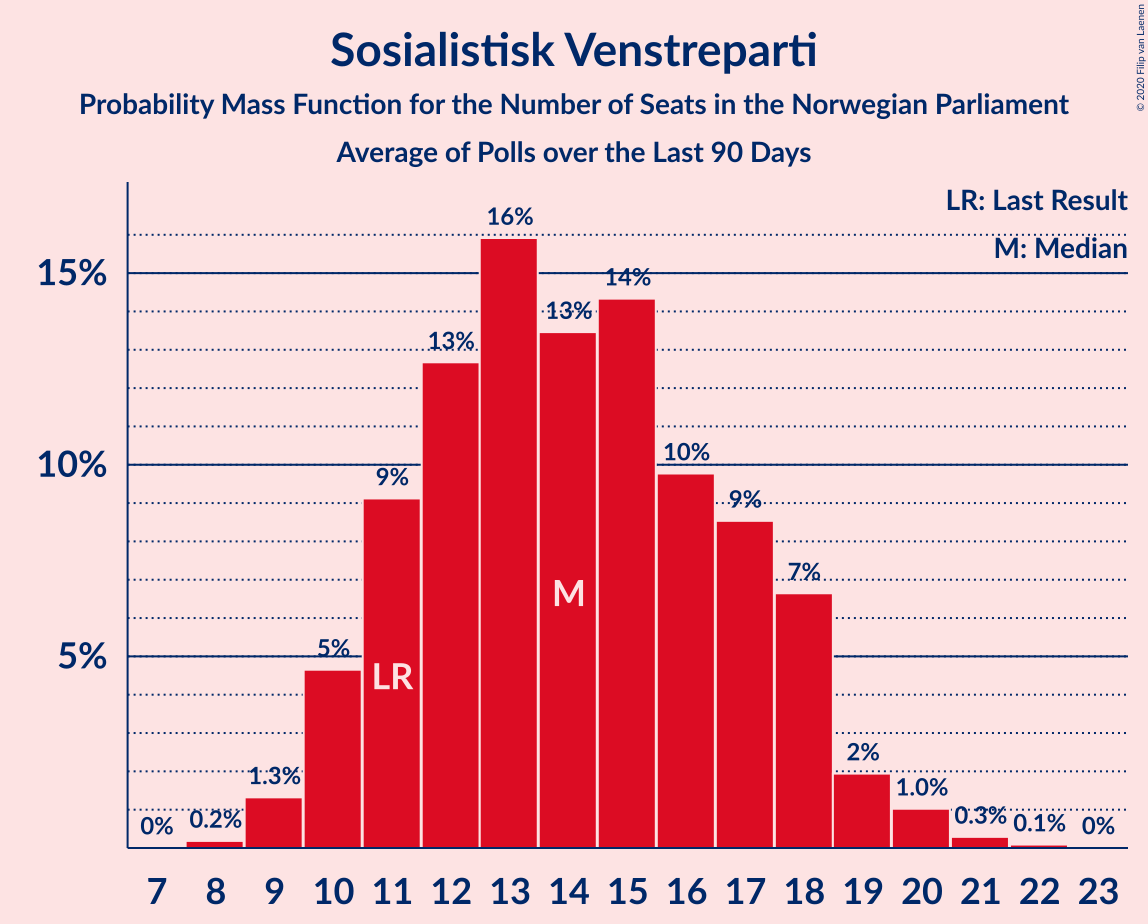 Sosialistisk Venstreparti
Probability Mass Function for the Number of Seats in the Norwegian Parliament
Average of Polls over the Last 90 Days
© 2020 Filip van Laenen
LR: Last Result
M: Median
15%
10%
5%
0%
0.2%
1.3%
5%
9%
13%
16%
13%
14%
10%
9%
7%
2%
1.0%
0.3%
0.1%
0%
LR
M
7 8 9 10 11 12 13 14 15 16 17 18 19 20 21 22 23